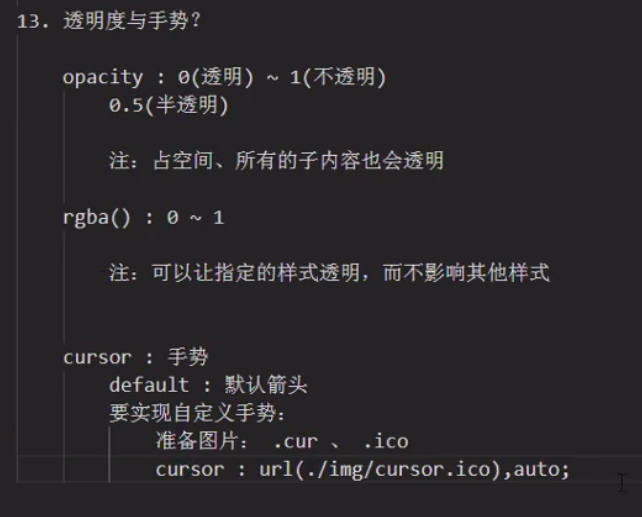 13. 透明度与手势？
opacity : 0(透明) ~ 1(不透明)
0.5(半透明)
注：占空间、所有的子内容也会透明
rgba() : 0 ~ 1
注：可以让指定的样式透明，而不影响其他样式
cursor : 手势
default : 默认箭头
要实现自定义手势：
准备图片： .cur 、 .ico
cursor : url(./img/cursor.ico),auto;